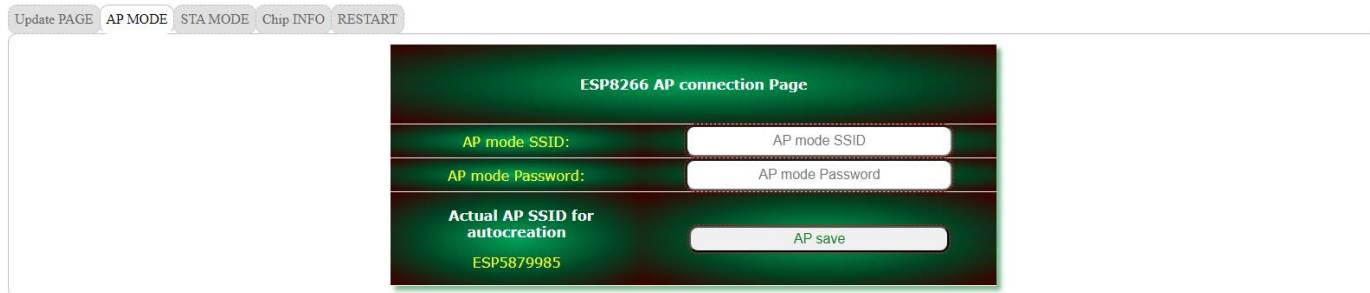 Update PAGE AP MODE STA MODE Chip INFO RESTART
ESP8266 AP connection Page
AP mode SSID: AP mode SSID
AP mode Password: AP mode Password
Actual AP SSID for
autocreation
AP save
ESP5879985